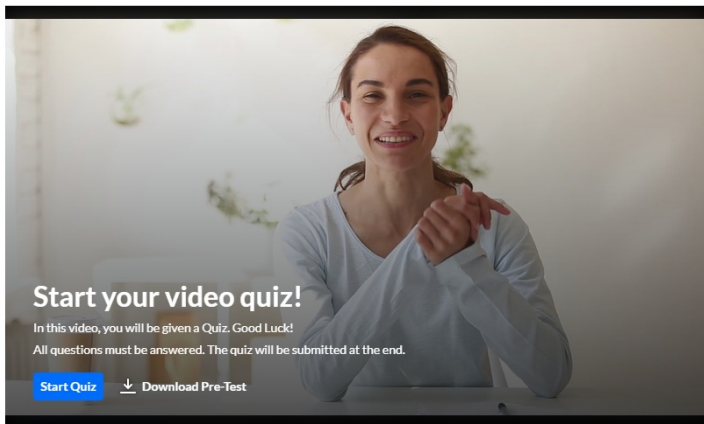 Start your video quiz!
In this video, you will be given a Quiz. Good Luck!
All questions must be answered. The quiz will be submitted at the end.
Start Quiz
Download Pre-Test